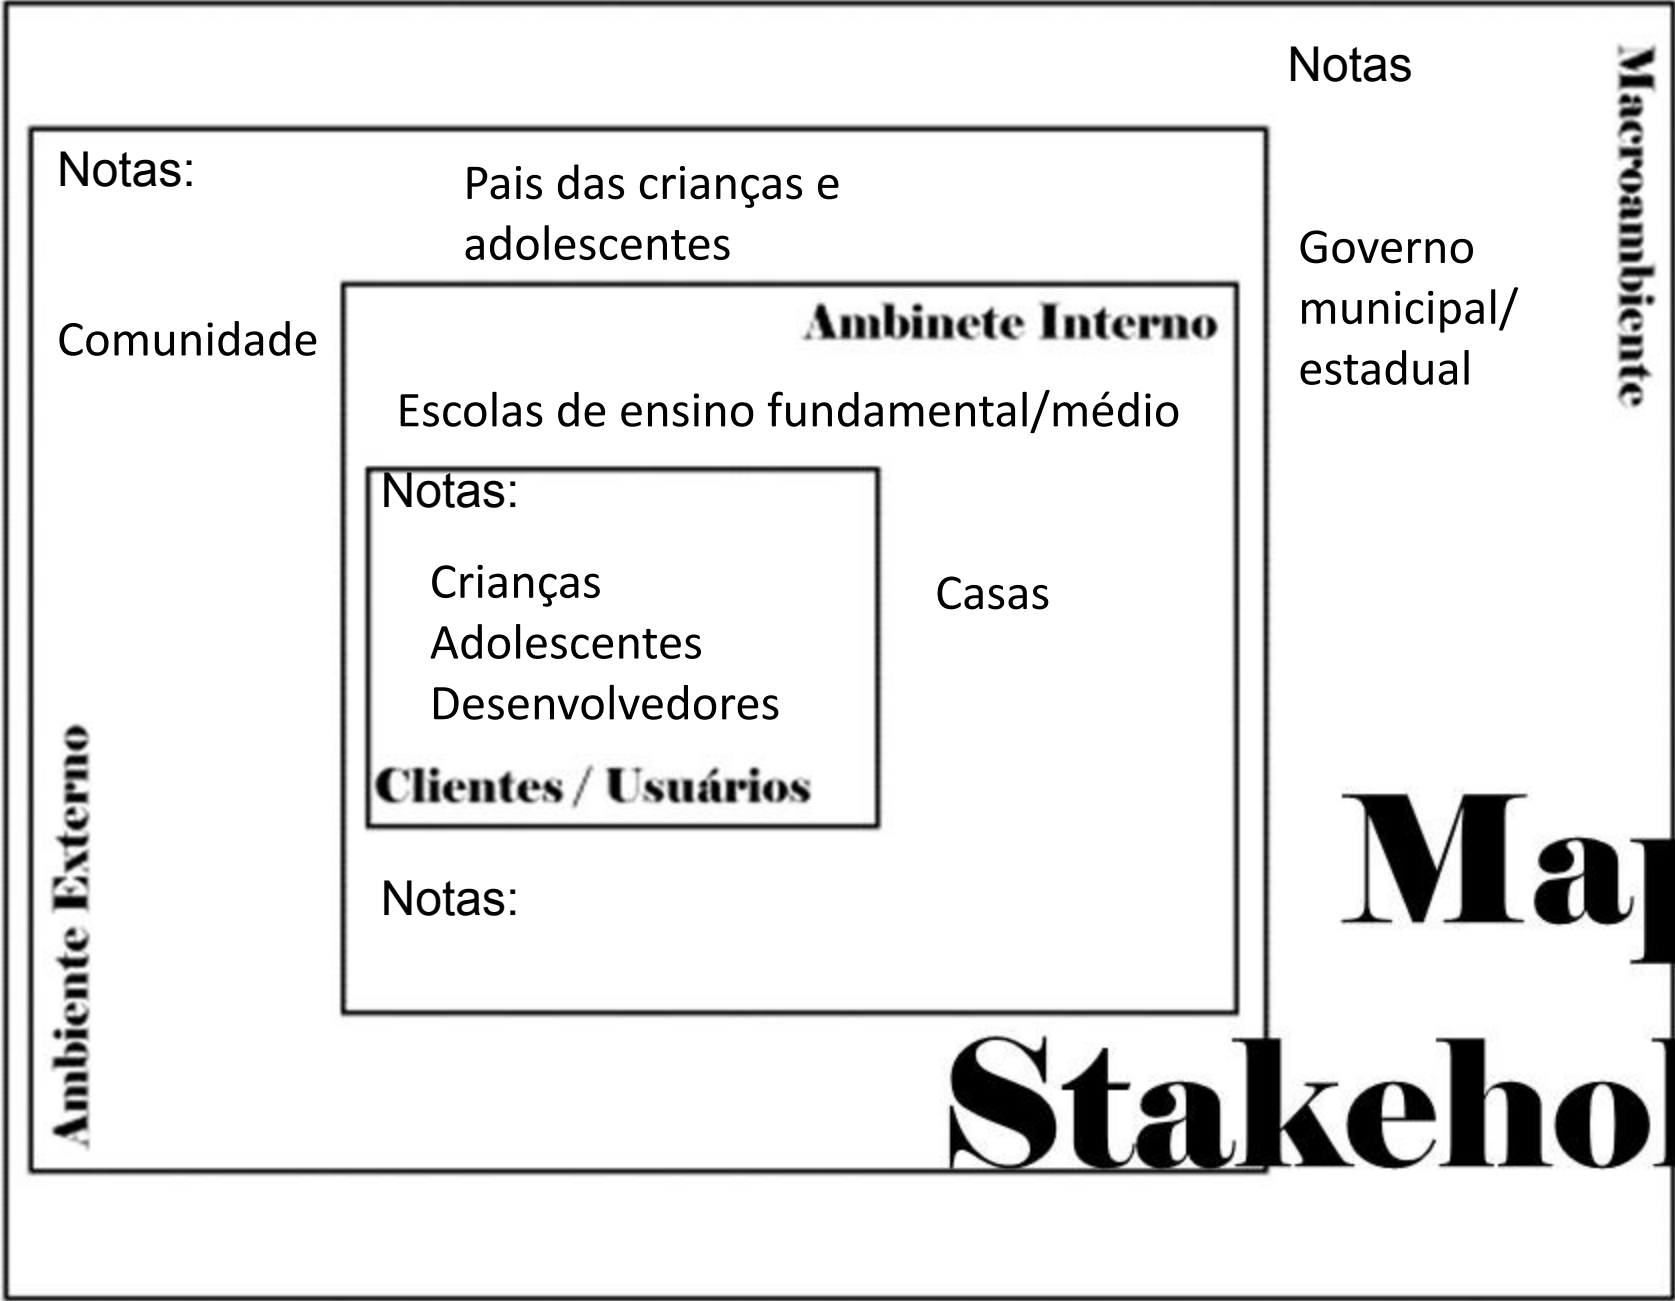 Notas
Macroambiente
Notas:
Pais das crianças e
adolescentes
Governo
municipal/
estadual
Comunidade
Ambinete Interno
Escolas de ensino fundamental/médio
Notas:
Crianças
Adolescentes
Desenvolvedores
Casas
Clientes / Usuários
Notas:
Ambiente Externo
Map
Stakehol